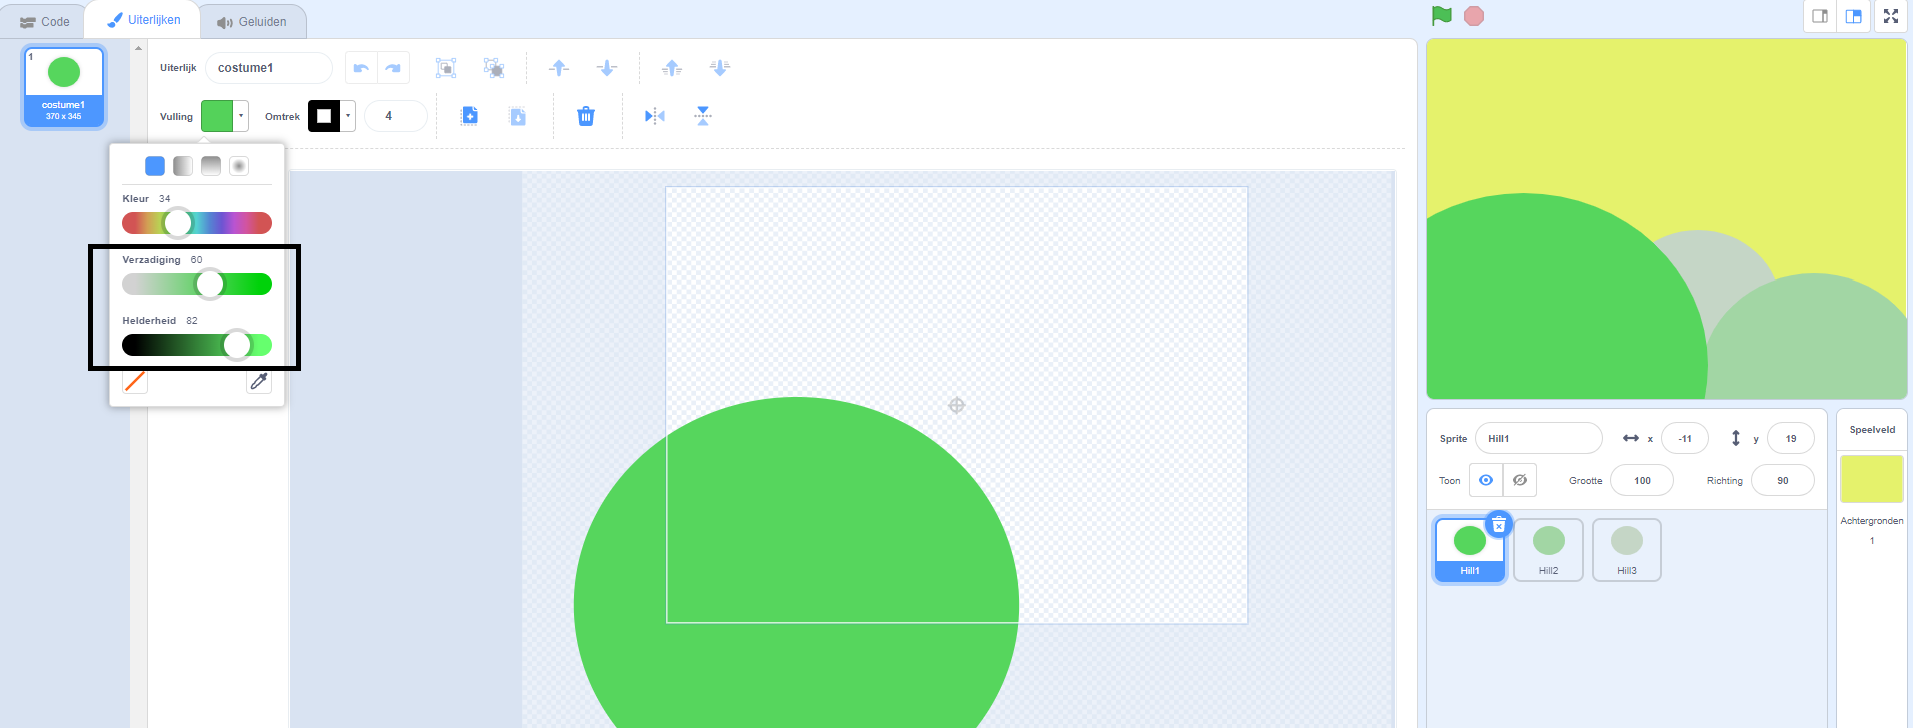 Code
Uiterlijken
Geluiden
1
costume1
370 x 345
Uiterlijk
costume1
Vulling
Omtrek
4
Kleur 34
Verzadiging 60
Helderheid 82
Sprite
Hill1
x
-11
y
19
Toon
Grootte
100
Richting
90
Hill1
Hill2
Hill3
Speelveld
Achtergronden
1